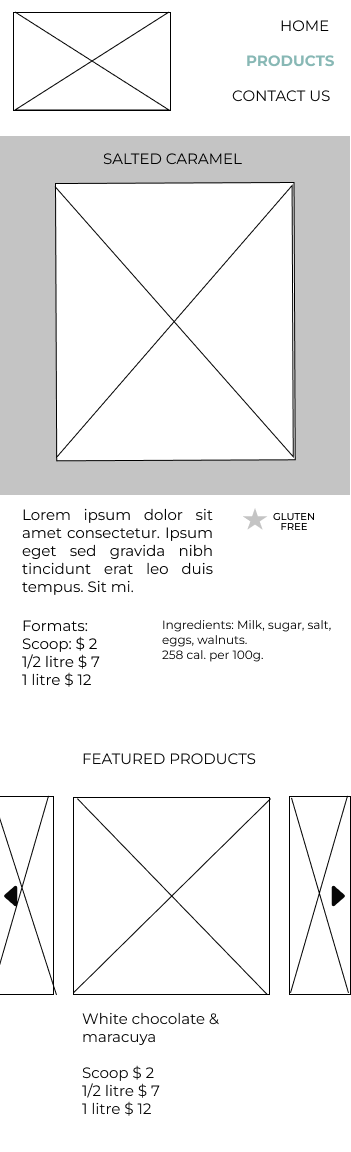 HOME
PRODUCTS
CONTACT US
SALTED CARAMEL
Lorem ipsum dolor sit
amet consectetur. Ipsum
eget sed gravida nibh
tincidunt erat leo duis
tempus. Sit mi.
GLUTEN
FREE
Formats:
Scoop: $ 2
1/2 litre $ 7
1 litre $ 12
Ingredients: Milk, sugar, salt,
eggs, walnuts.
258 cal. per 100g.
FEATURED PRODUCTS
White chocolate &
maracuya
Scoop $ 2
1/2 litre $ 7
1 litre $ 12